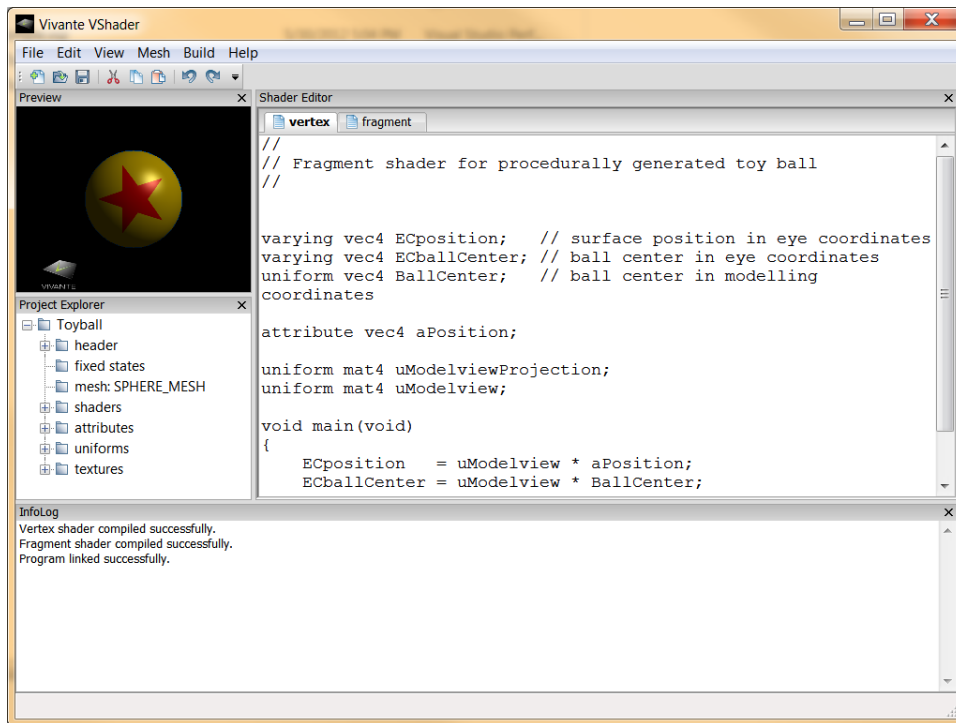 Vivante VShader
File Edit View Mesh Build Help
Preview
Shader Editor
vertex fragment
//
// Fragment shader for procedurally generated toy ball
//
varying vec4 ECposition; // surface position in eye coordinates
varying vec4 ECballCenter; // ball center in eye coordinates
uniform vec4 BallCenter; // ball center in modelling
coordinates
attribute vec4 aPosition;
uniform mat4 uModelviewProjection;
uniform mat4 uModelview;
void main(void)
{
ECposition = uModelview * aPosition;
ECballCenter = uModelview * BallCenter;
VIVANTE
Project Explorer
Toyball
header
fixed states
mesh: SPHERE_MESH
shaders
attributes
uniforms
textures
InfoLog
Vertex shader compiled successfully.
Fragment shader compiled successfully.
Program linked successfully.